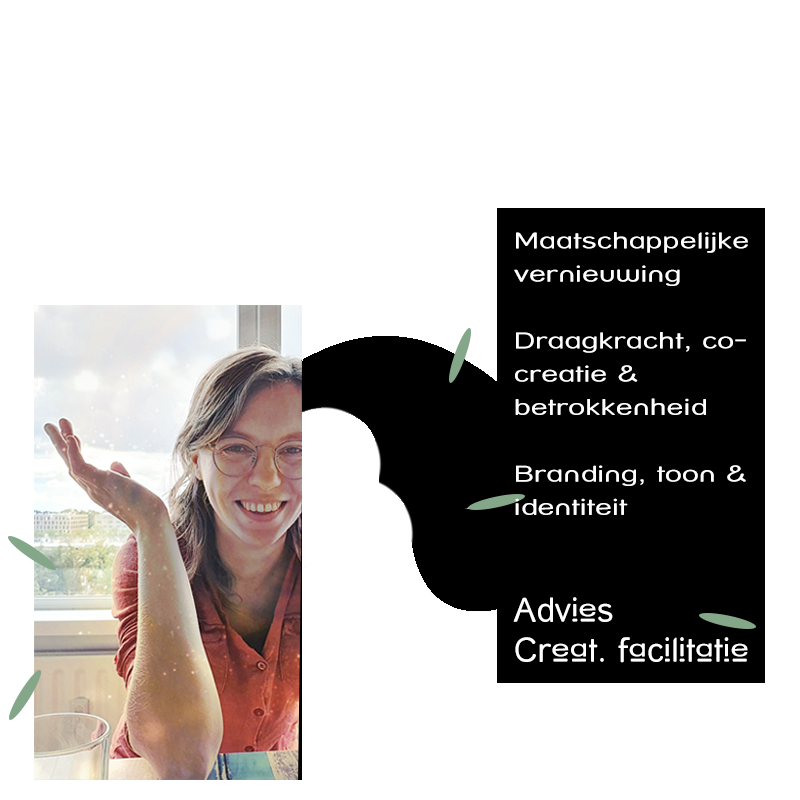 Maatschappelijke
vernieuwing
Draagkracht, co-
creatie &
betrokkenheid
Branding, toon &
identiteit
Advies
Creat. facilitatie